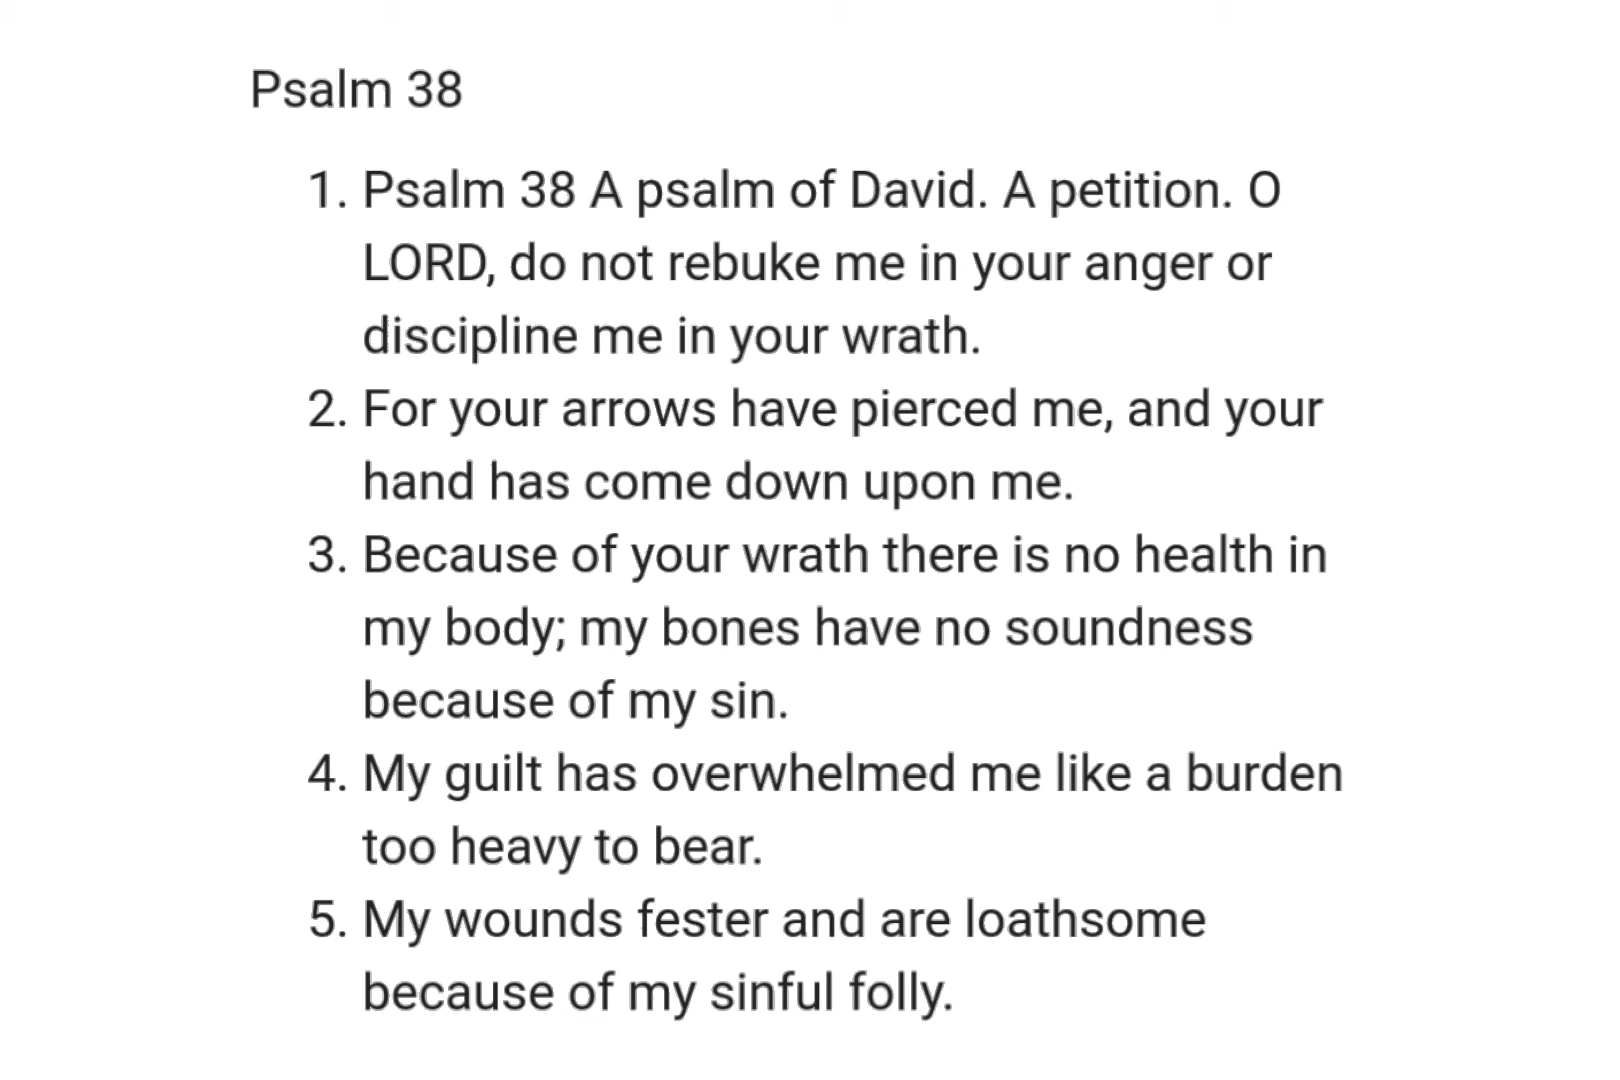 Psalm 38
1. Psalm 38 A psalm of David. A petition. O
LORD, do not rebuke me in your anger or
discipline me in your wrath.
2. For your arrows have pierced me, and your
hand has come down upon me.
3. Because of your wrath there is no health in
my body; my bones have no soundness
because of my sin.
4. My guilt has overwhelmed me like a burden
too heavy to bear.
5. My wounds fester and are loathsome
because of my sinful folly.